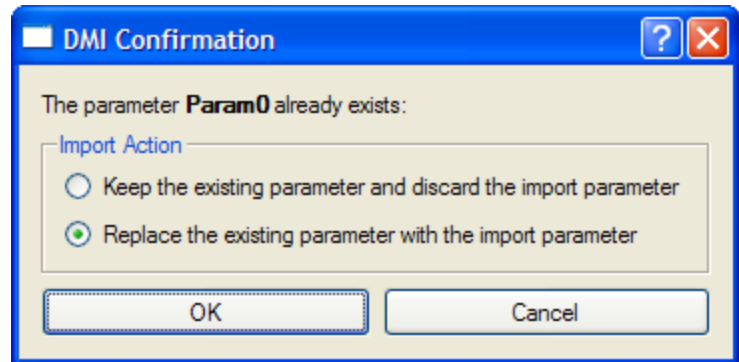 DMI Confirmation
?
The parameter Param0 already exists:
Import Action
Keep the existing parameter and discard the import parameter
Replace the existing parameter with the import parameter
OK
Cancel